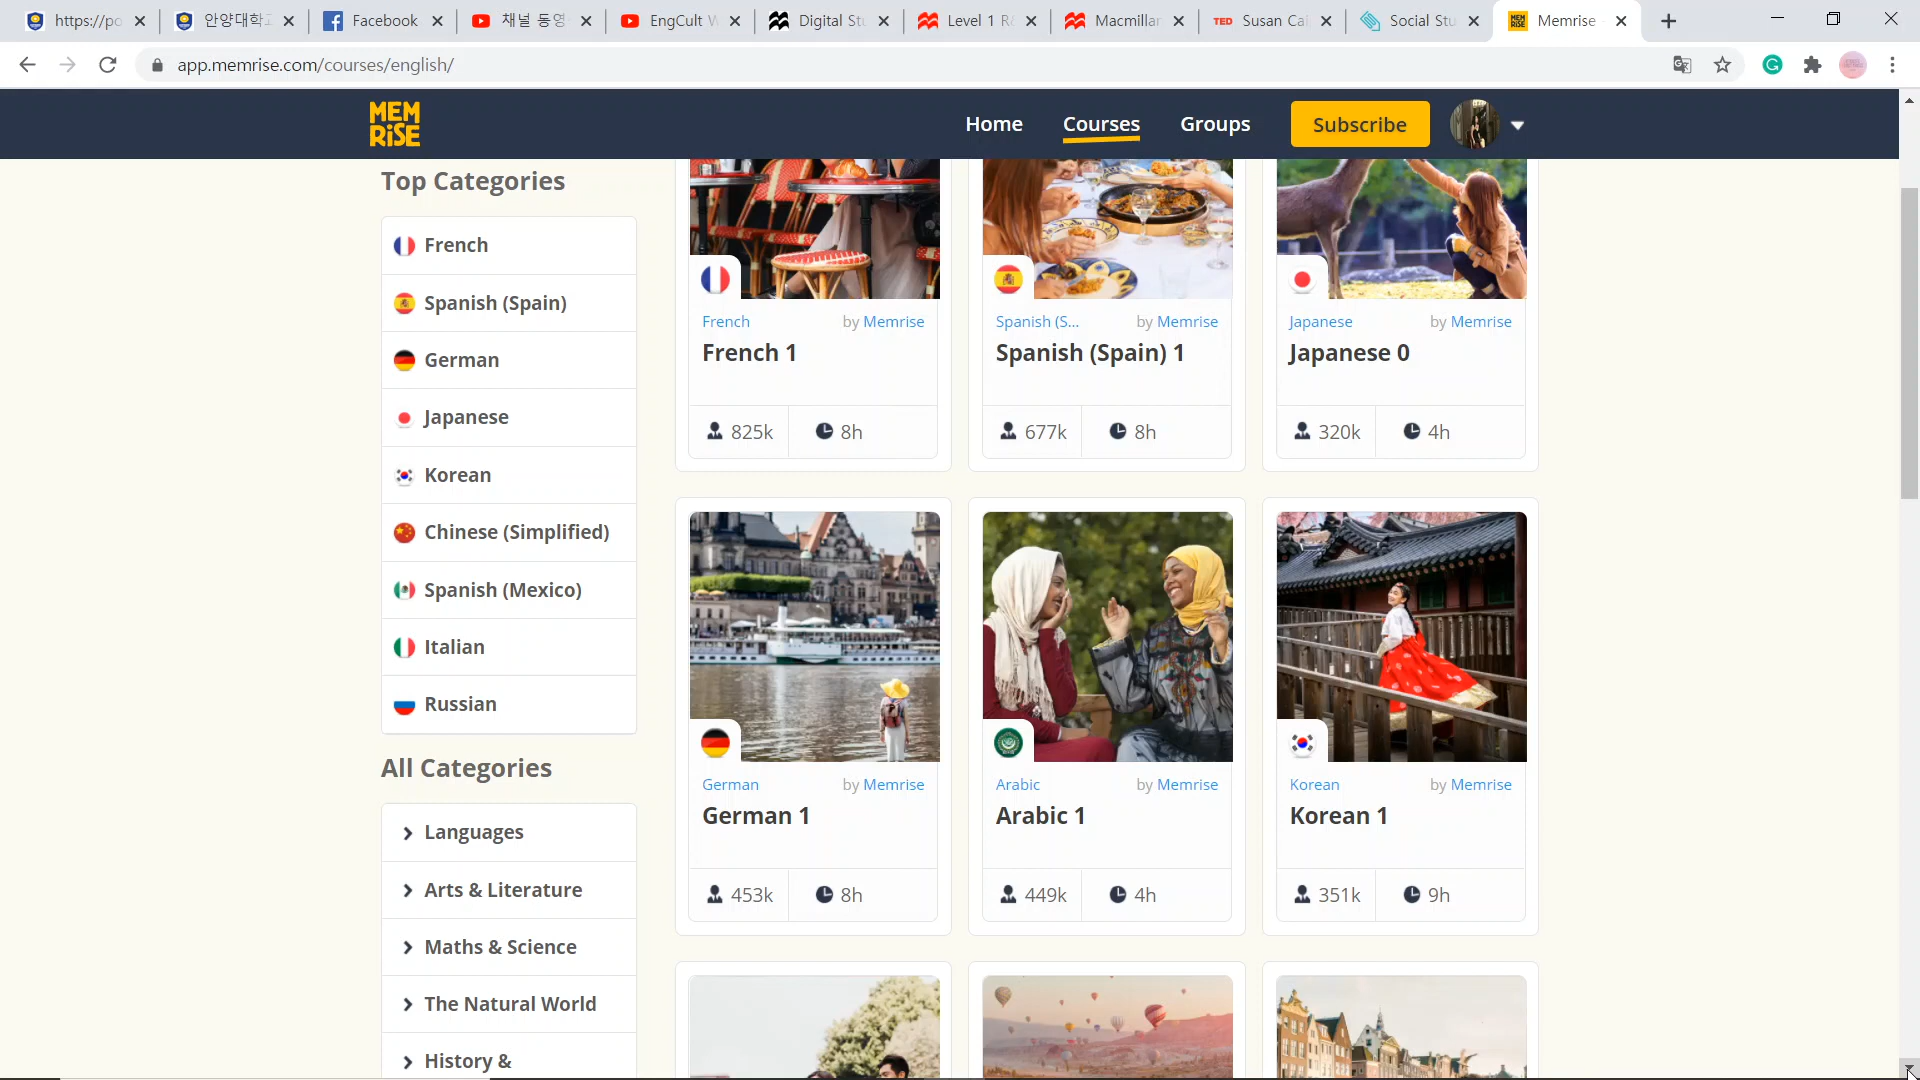 https://po
안양대학교
Facebook
채널 동영
EngCult W
Digital Stu
Level 1 R
Macmillan
TED Susan Cai
Social Stu
Memrise
app.memrise.com/courses/english/
MEM
RiSE
Home
Courses
Groups
Subscribe
Top Categories
French
Spanish (Spain)
German
Japanese
Korean
Chinese (Simplified)
Spanish (Mexico)
Italian
Russian
All Categories
Languages
Arts & Literature
Maths & Science
The Natural World
History &
French by Memrise
French 1
825k 8h
Spanish (S... by Memrise
Spanish (Spain) 1
677k 8h
Japanese by Memrise
Japanese 0
320k 4h
German by Memrise
German 1
453k 8h
Arabic by Memrise
Arabic 1
449k 4h
Korean by Memrise
Korean 1
351k 9h